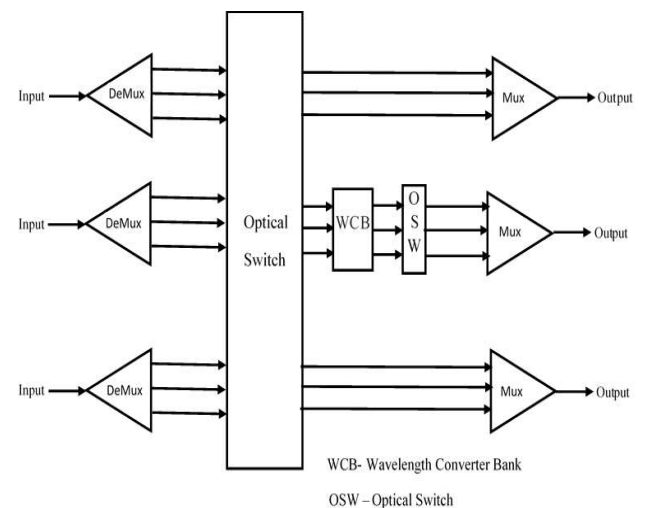 Input
DeMux
Mux
Output
Input
DeMux
Optical
Switch
WCB
O
S
W
Mux
Output
Input
DeMux
Mux
Output
WCB- Wavelength Converter Bank
OSW – Optical Switch